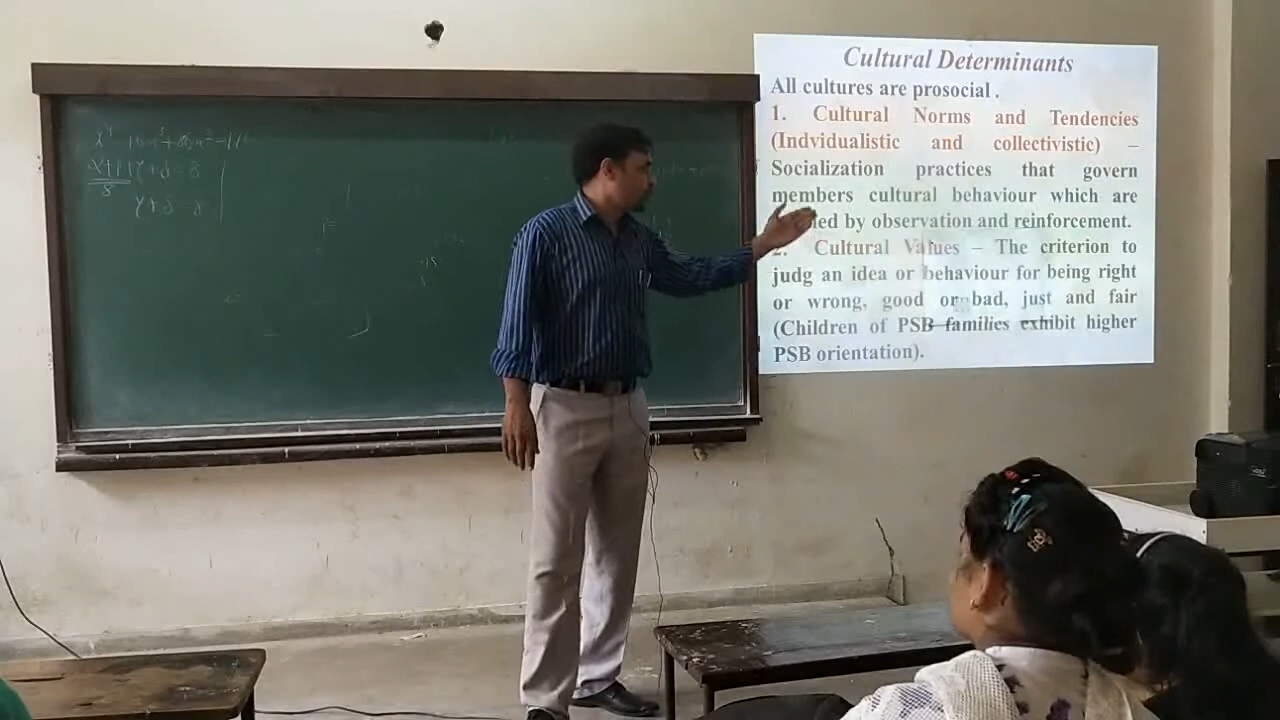 Cultural Determinants
All cultures are prosocial .
1. Cultural Norms and Tendencies
(Indvidualistic and collectivistic) –
Socialization practices that govern
members cultural behaviour which are
by observation and reinforcement.
2. Cultural Values – The criterion to
judg an idea or behaviour for being right
or wrong, good or bad, just and fair
(Children of PSB families exhibit higher
PSB orientation).